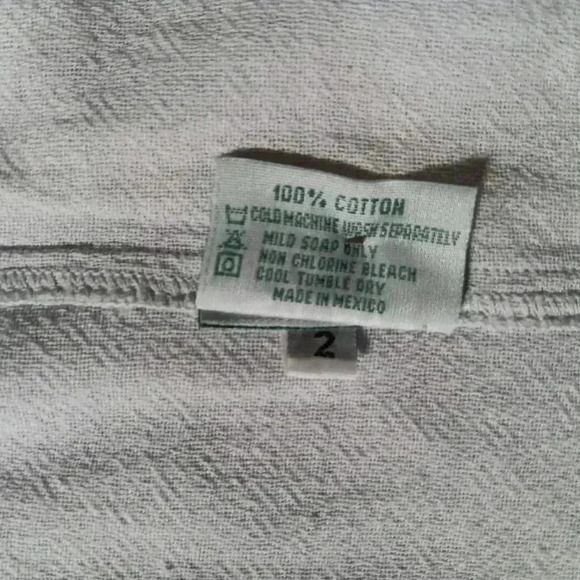 100% COTTON
COLD MACHINE WASH SEPARATELY
MILD SOAP ONLY
NON CHLORINE BLEACH
COOL TUMBLE DRY
MADE IN MEXICO
2